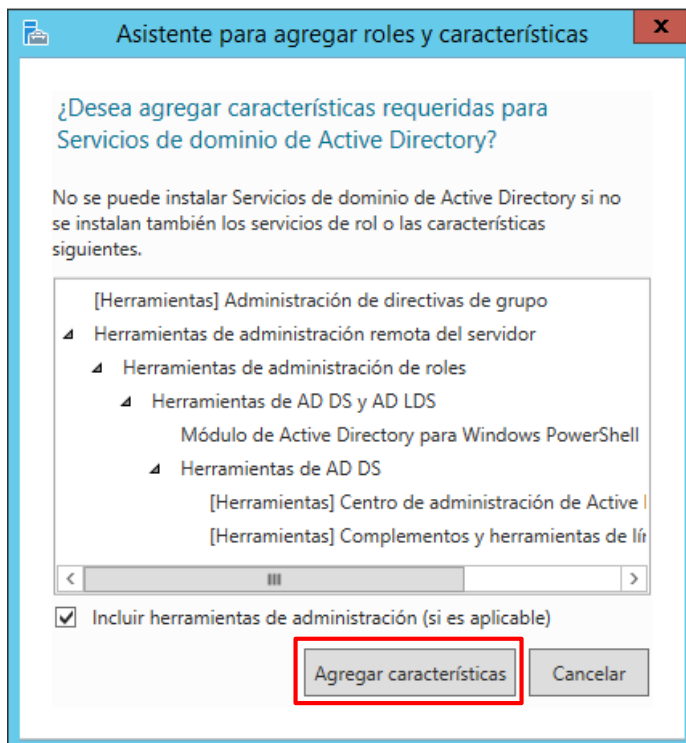 Asistente para agregar roles y características
x
¿Desea agregar características requeridas para
Servicios de dominio de Active Directory?
No se puede instalar Servicios de dominio de Active Directory si no
se instalan también los servicios de rol o las características
siguientes.
[Herramientas] Administración de directivas de grupo
Herramientas de administración remota del servidor
Herramientas de administración de roles
Herramientas de AD DS y AD LDS
Módulo de Active Directory para Windows PowerShell
Herramientas de AD DS
[Herramientas] Centro de administración de Active
[Herramientas] Complementos y herramientas de
Incluir herramientas de administración (si es aplicable)
Agregar características Cancelar